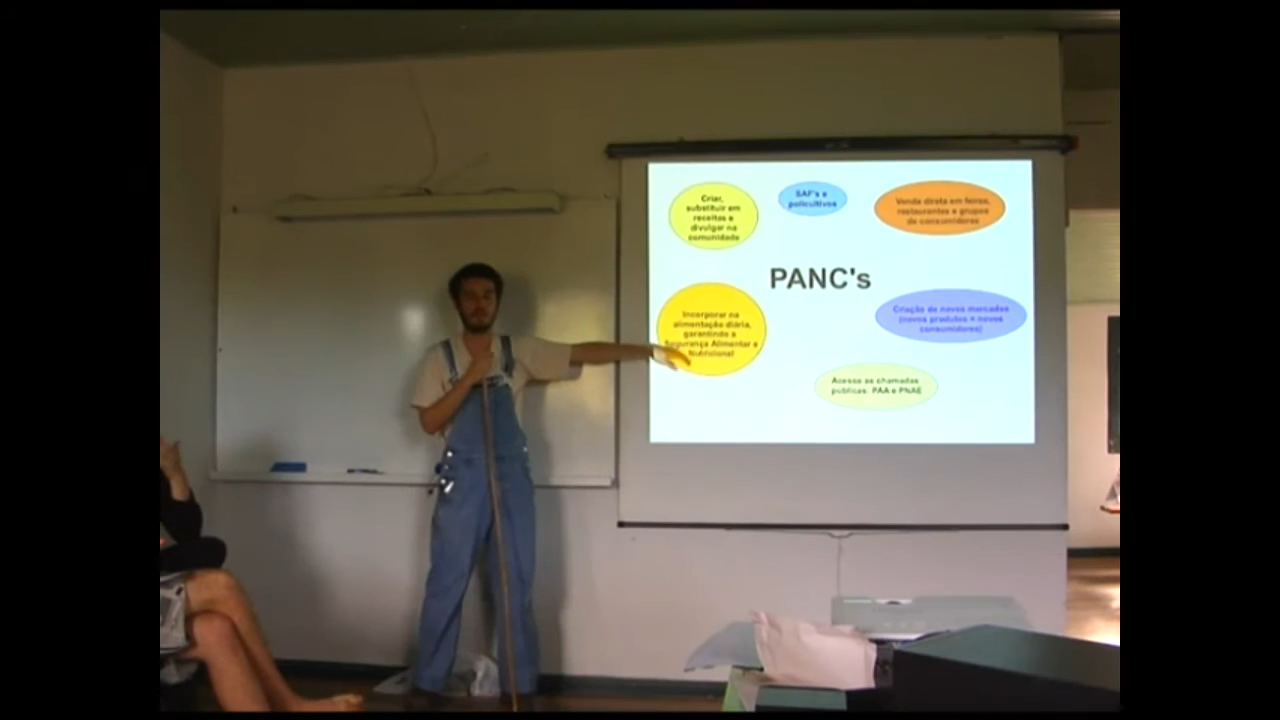 Criar,
substituir em
receitas e
divulgar na
comunidade
SAF's e
policultivos
Venda direta em feiras,
restaurantes e grupos
de consumidores
PANC's
Incorporar na
alimentação diária,
garantindo a
Segurança Alimentar e
Nutricional
Criação de novos mercados
(novos produtos + novos
consumidores)
Acesso as chamadas
públicas: PAA e PNAE